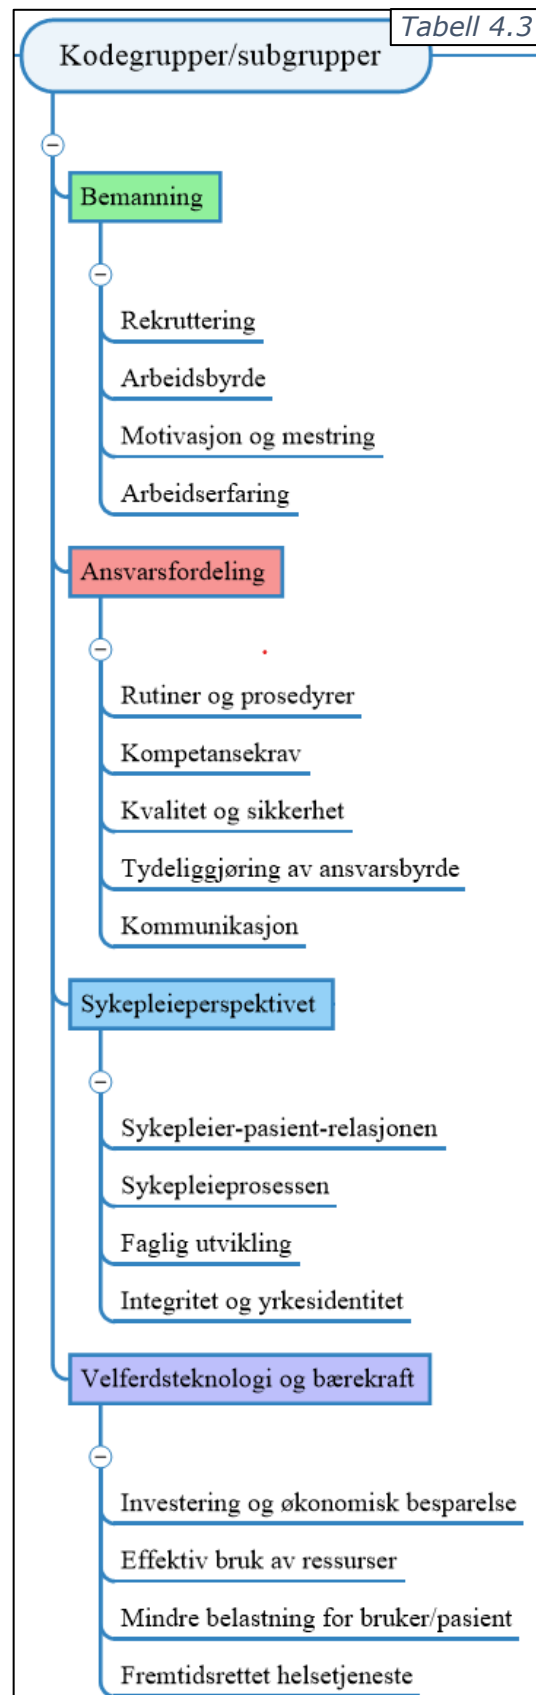 Tabell 4.3
Kodegrupper/subgrupper
Bemanning
Rekruttering
Arbeidsbyrde
Motivasjon og mestring
Arbeidserfaring
Ansvarsfordeling
Rutiner og prosedyrer
Kompetansekrav
Kvalitet og sikkerhet
Tydeliggjøring av ansvarsbyrde
Kommunikasjon
Sykepleieperspektivet
Sykepleier-pasient-relasjonen
Sykepleieprosessen
Faglig utvikling
Integritet og yrkesidentitet
Velferdsteknologi og bærekraft
Investering og økonomisk besparelse
Effektiv bruk av ressurser
Mindre belastning for bruker/pasient
Fremtidsrettet helsetjeneste